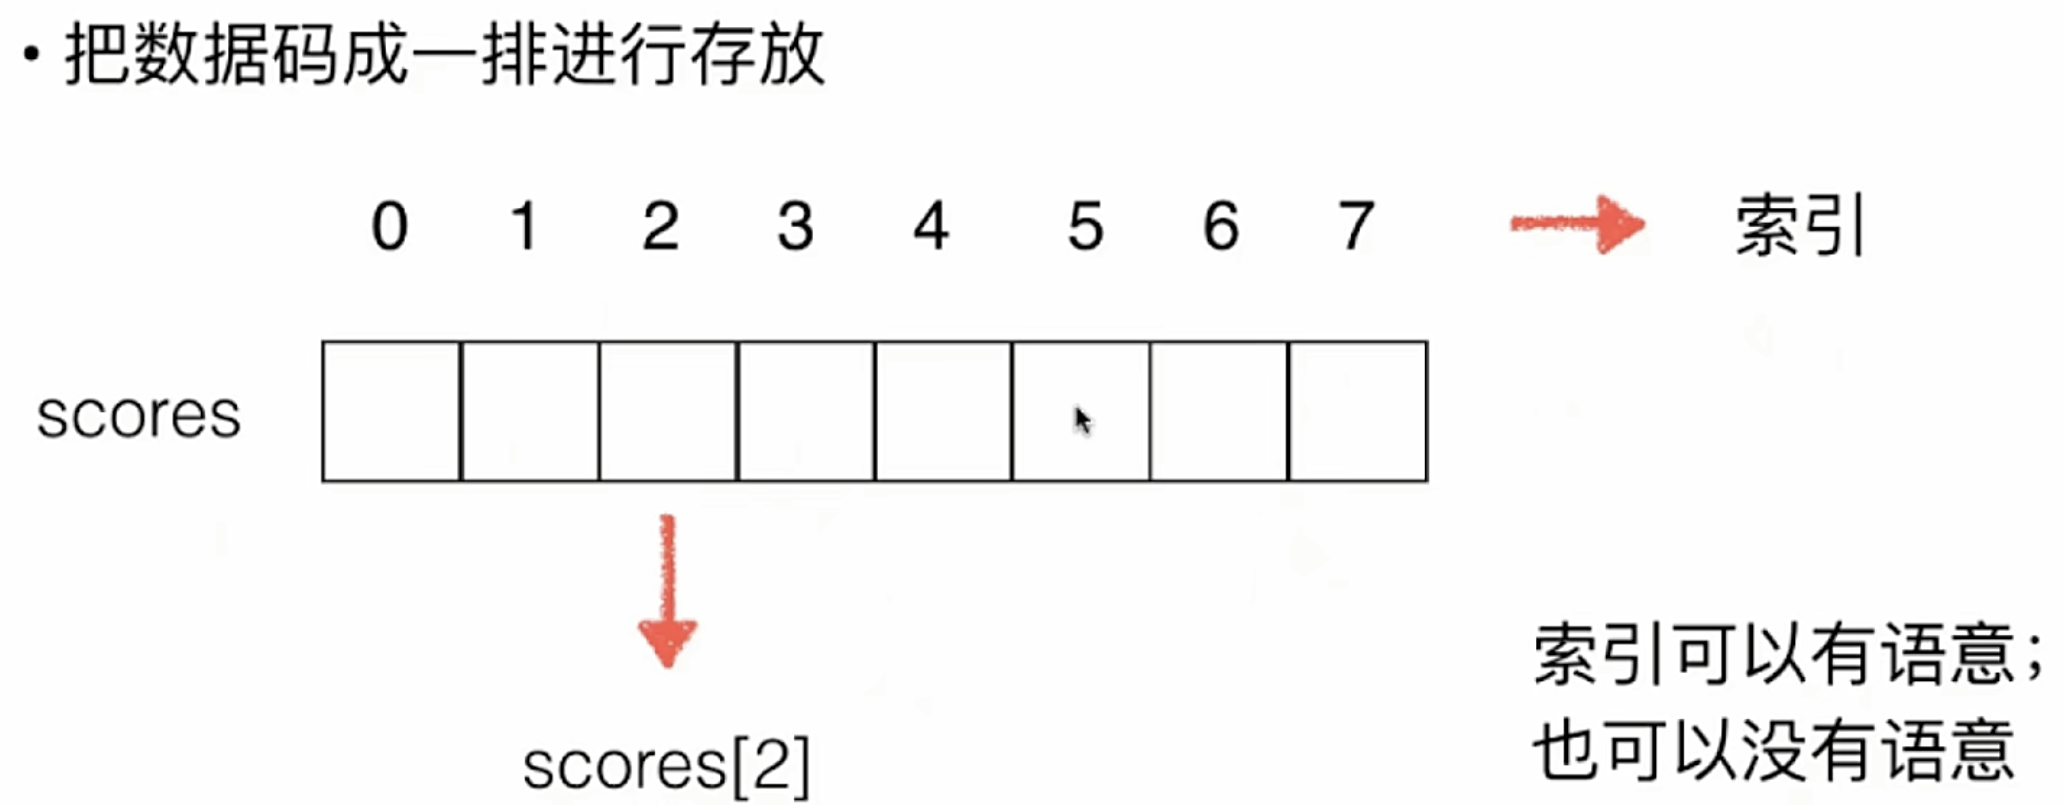 • 把数据码成一排进行存放
0 1 2 3 4 5 6 7 索引
scores
scores[2]
索引可以有语意；
也可以没有语意